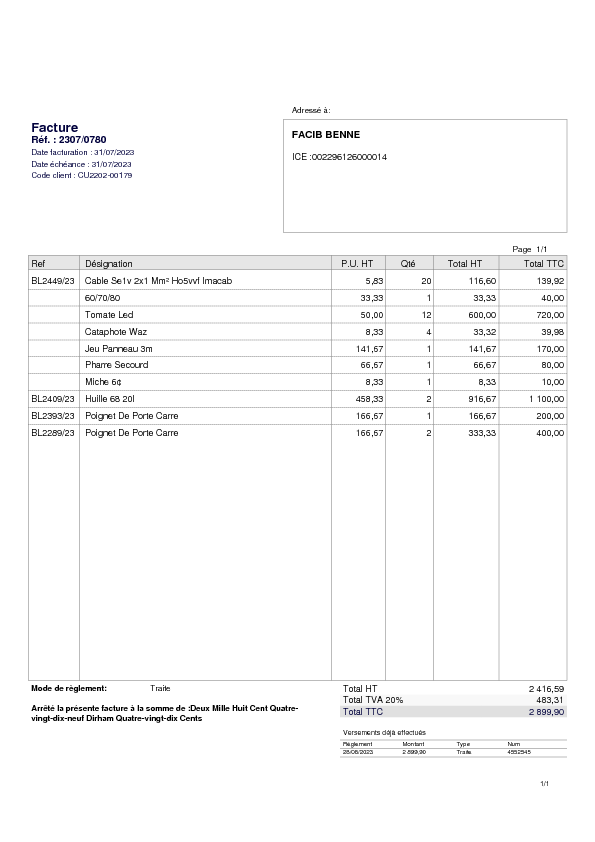 Adressé à:
Facture
Réf. : 2307/0780
Date facturation : 31/07/2023
Date échéance : 31/07/2023
Code client : CU2202-00179
FACIB BENNE
ICE :002296126000014
Page 1/1
Ref Désignation P.U. HT Qté Total HT Total TTC
BL2449/23 Cable Se1v 2x1 Mm² Ho5vvf Imacab 5,83 20 116,60 139,92
60/70/80 33,33 1 33,33 40,00
Tomate Led 50,00 12 600,00 720,00
Cataphote Waz 8,33 4 33,32 39,98
Jeu Panneau 3m 141,67 1 141,67 170,00
Pharre Secourd 66,67 1 66,67 80,00
Miche 6¢ 8,33 1 8,33 10,00
BL2409/23 Huille 68 20l 458,33 2 916,67 1 100,00
BL2393/23 Poignet De Porte Carre 166,67 1 166,67 200,00
BL2289/23 Poignet De Porte Carre 166,67 2 333,33 400,00
Mode de règlement: Traite
Total HT 2 416,59
Total TVA 20% 483,31
Total TTC 2 899,90
Arrêté la présente facture à la somme de :Deux Mille Huit Cent Quatre-
vingt-dix-neuf Dirham Quatre-vingt-dix Cents
Versements déjà effectués
Règlement Montant Type Num
28/08/2023 2 899,90 Traite 4552545
1/1